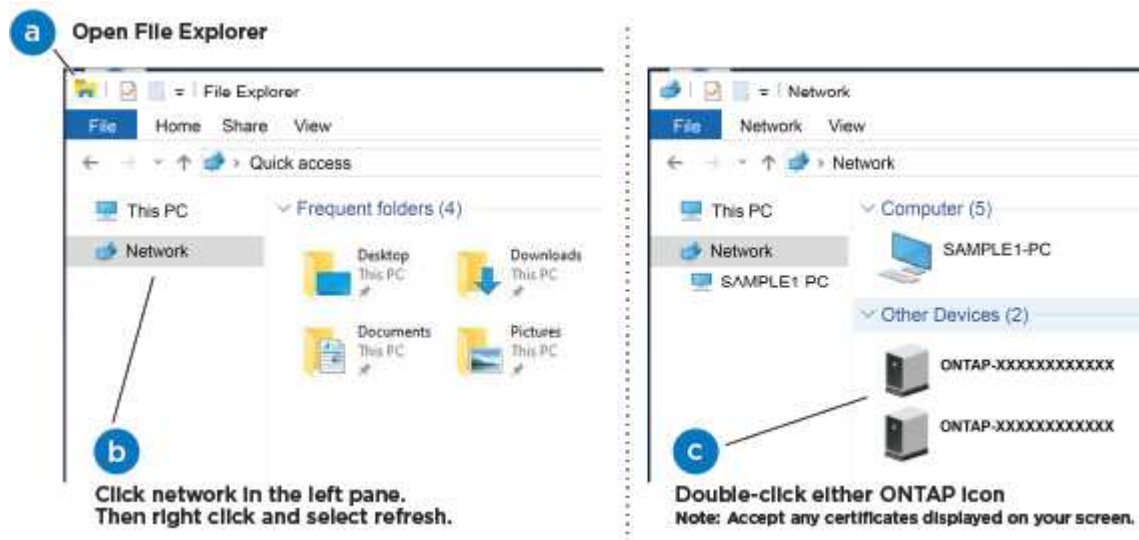 a Open File Explorer
File Explorer
File Home Share View
Quick access
This PC
Network
Frequent folders (4)
Desktop
This PC
Downloads
This PC
Documents
This PC
Pictures
This PC
b
Click network in the left pane.
Then right click and select refresh.
Network
File Network View
Network
This PC
Network
SAMPLE1 PC
Computer (5)
SAMPLE1-PC
Other Devices (2)
ONTAP-XXXXXXXXXXXX
ONTAP-XXXXXXXXXXXX
c
Double-click either ONTAP icon
Note: Accept any certificates displayed on your screen.